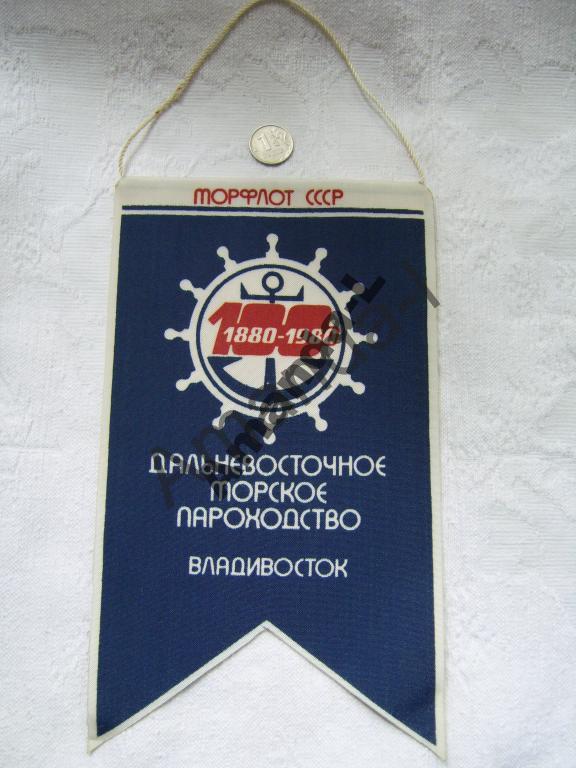 МОРФЛОТ СССР
100
1880-1980
ДАЛЬНЕВОСТОЧНОЕ
МОРСКОЕ
ПАРОХОДСТВО
ВЛАДИВОСТОК